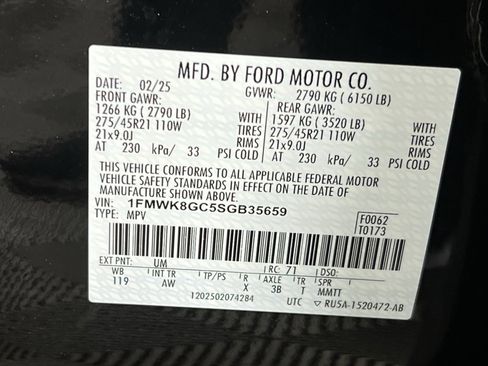 MFD. BY FORD MOTOR CO.
DATE: 02/25 GVWR: 2790 KG ( 6150 LB)
FRONT GAWR: REAR GAWR:
1266 KG ( 2790 LB) WITH 1597 KG ( 3520 LB) WITH
275/45R21 110W TIRES 275/45R21 110W TIRES
21x9.0J RIMS 21x9.0J RIMS
AT 230 kPa/ 33 PSI COLD AT 230 kPa/ 33 PSI COLD
THIS VEHICLE CONFORMS TO ALL APPLICABLE FEDERAL MOTOR
VEHICLE SAFETY AND THEFT PREVENTION STANDARDS IN EFFECT ON THE DATE
OF MANUFACTURE SHOWN ABOVE.
VIN: 1FMWK8GC5SGB35659
TYPE: MPV F0062
T0173
EXT PNT: UM RC: 71 DSO:
WB INT TR TP/PS R AXLE TR SPR
119 AW X 3B T MMTT
1202502074284 UTC RU5A-1520472-AB